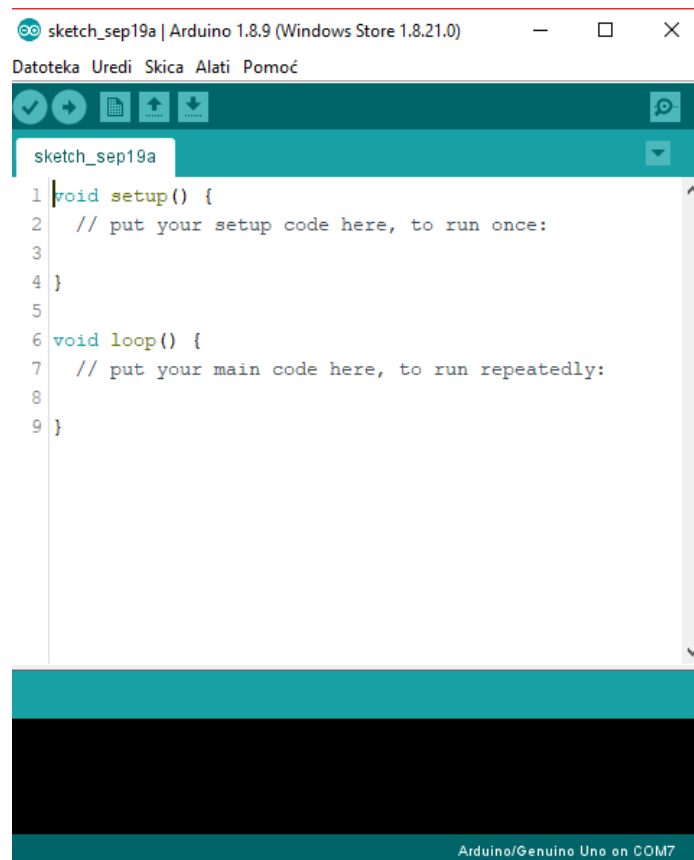 sketch_sep19a | Arduino 1.8.9 (Windows Store 1.8.21.0)
Datoteka Uredi Skica Alati Pomoć
sketch_sep19a
1 void setup() {
2   // put your setup code here, to run once:
3
4 }
5
6 void loop() {
7   // put your main code here, to run repeatedly:
8
9 }
Arduino/Genuino Uno on COM7